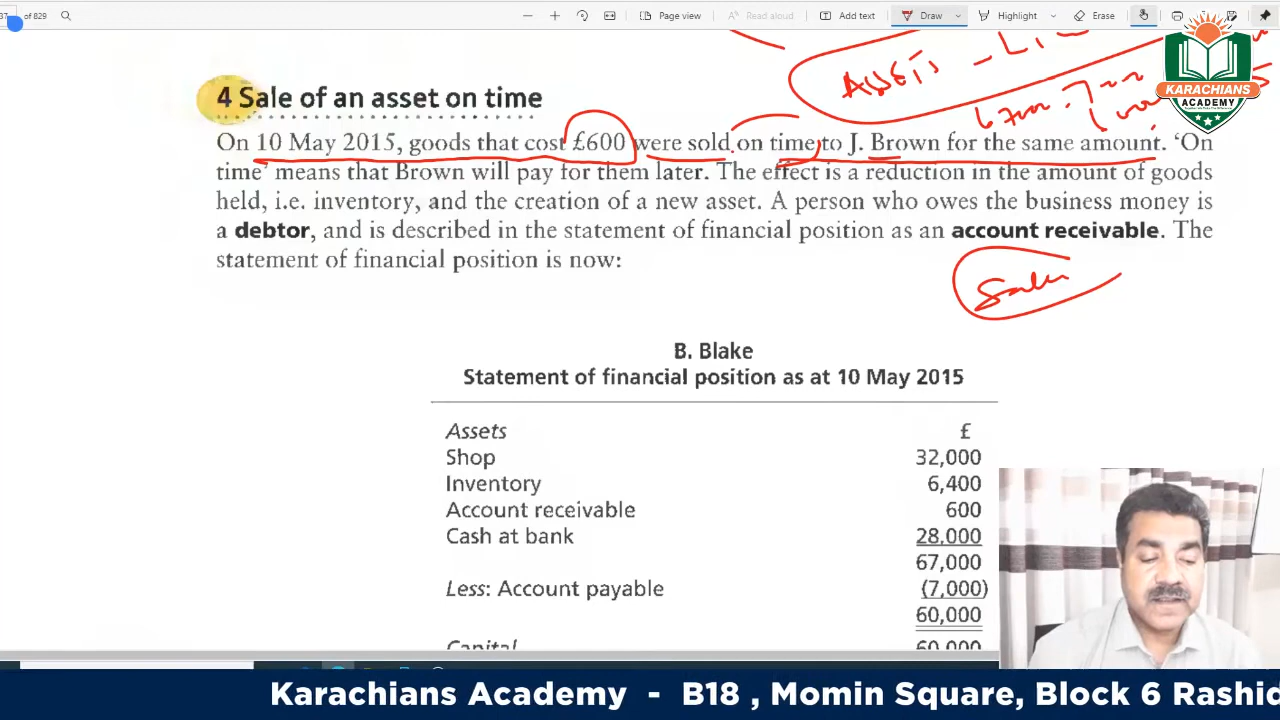 of 829
Page view
Read aloud
Add text
Draw
Highlight
Erase
KARACHIANS
ACADEMY
ASSETS -
4 Sale of an asset on time
On 10 May 2015, goods that cost £600 were sold on time to J. Brown for the same amount. ‘On
time’ means that Brown will pay for them later. The effect is a reduction in the amount of goods
held, i.e. inventory, and the creation of a new asset. A person who owes the business money is
a debtor, and is described in the statement of financial position as an account receivable. The
statement of financial position is now:
Sales
B. Blake
Statement of financial position as at 10 May 2015
Assets £
Shop 32,000
Inventory 6,400
Account receivable 600
Cash at bank 28,000
67,000
Less: Account payable (7,000)
60,000
Capital 60,000
Karachians Academy - B18 , Momin Square, Block 6 Rashid